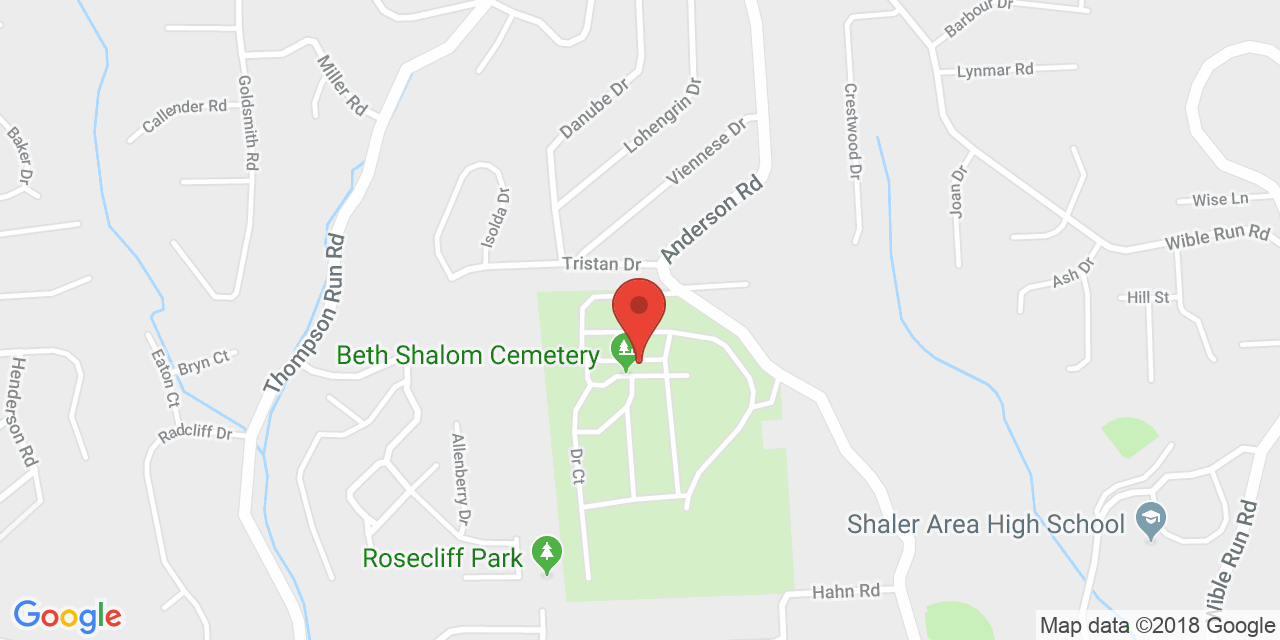 Barbour Dr
Miller Rd
Lynmar Rd
Goldsmith Rd
Callender Rd
Danube Dr
Lohengrin Dr
Crestwood Dr
Baker Dr
Viennese Dr
Joan Dr
Isolda Dr
Anderson Rd
Wise Ln
Wible Run Rd
Tristan Dr
Ash Dr
Thompson Run Rd
Hill St
Beth Shalom Cemetery
Eaton Ct
Bryn Ct
Henderson Rd
Radcliff Dr
Allenberry Dr
Dr Ct
Shaler Area High School
Rosecliff Park
Wible Run Rd
Hahn Rd
Google
Map data ©2018 Google